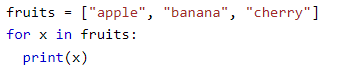 fruits = ["apple", "banana", "cherry"]
for x in fruits:
  print(x)